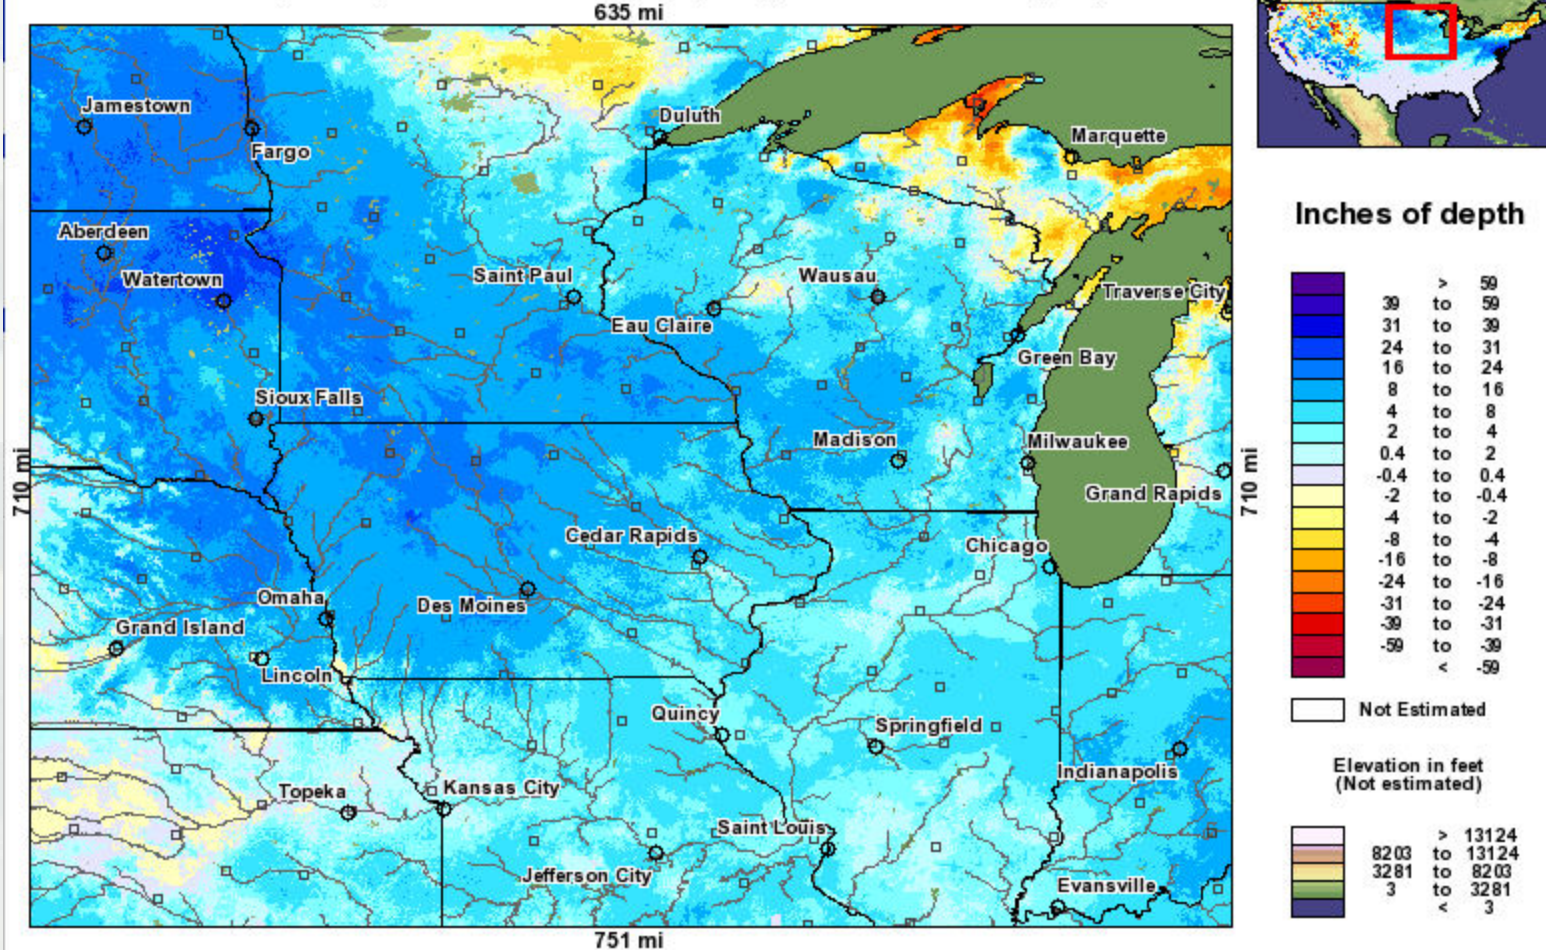 635 mi
Jamestown
Duluth
Fargo
Marquette
Aberdeen
Watertown
Saint Paul
Wausau
Traverse City
Eau Claire
Green Bay
Sioux Falls
Madison
Milwaukee
710 mi
Grand Rapids
710 mi
Cedar Rapids
Chicago
Omaha
Des Moines
Grand Island
Lincoln
Quincy
Springfield
Indianapolis
Topeka
Kansas City
Saint Louis
Jefferson City
Evansville
751 mi
Inches of depth
> 59
39 to 59
31 to 39
24 to 31
16 to 24
8 to 16
4 to 8
2 to 4
0.4 to 2
-0.4 to 0.4
-2 to -0.4
-4 to -2
-8 to -4
-16 to -8
-24 to -16
-31 to -24
-39 to -31
-59 to -39
< -59
Not Estimated
Elevation in feet
(Not estimated)
> 13124
8203 to 13124
3281 to 8203
3 to 3281
< 3